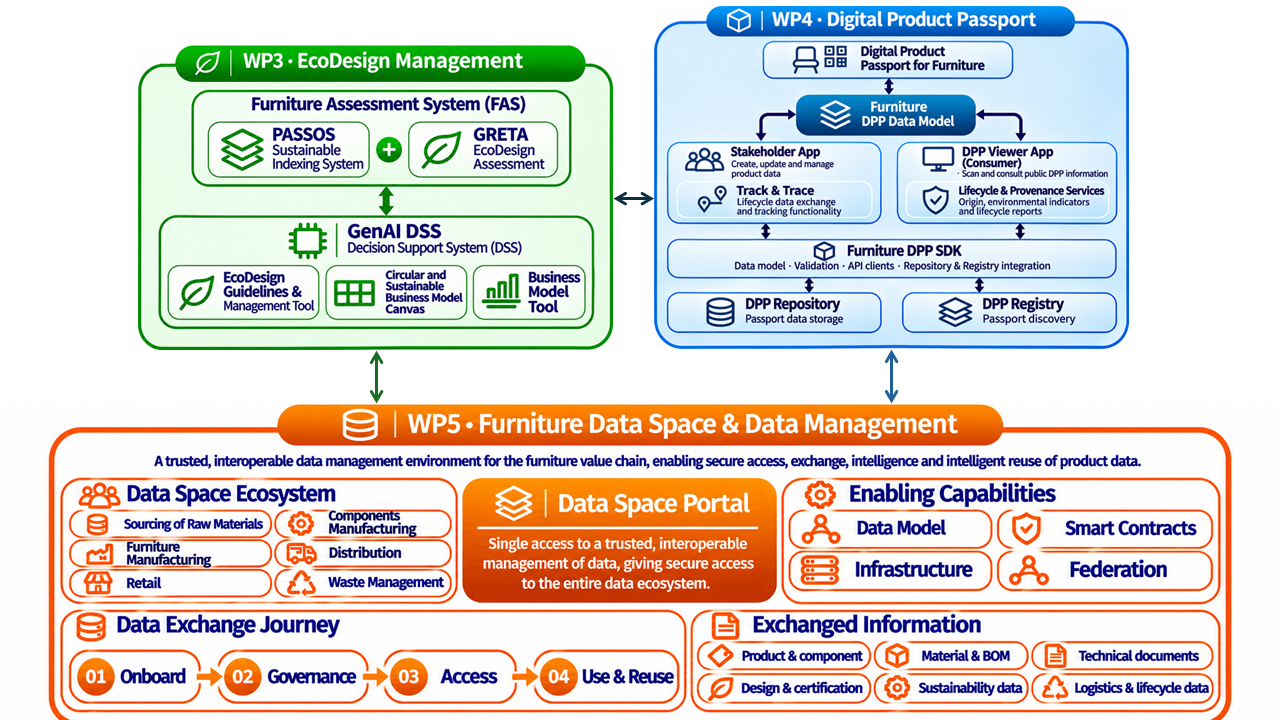 WP3 • EcoDesign Management
Furniture Assessment System (FAS)
PASSOS
Sustainable
Indexing System
GRETA
EcoDesign
Assessment
GenAI DSS
Decision Support System (DSS)
EcoDesign
Guidelines &
Management Tool
Circular and
Sustainable
Business Model
Canvas
Business
Model
Tool
WP4 • Digital Product Passport
Digital Product
Passport for Furniture
Furniture
DPP Data Model
Stakeholder App
Create, update and manage
product data
Track & Trace
Lifecycle data exchange
and tracking functionality
DPP Viewer App
(Consumer)
· Scan and consult public DPP information
Lifecycle & Provenance Services
Origin, environmental indicators
and lifecycle reports
Furniture DPP SDK
Data model · Validation · API clients · Repository & Registry integration
DPP Repository
Passport data storage
DPP Registry
Passport discovery
WP5 • Furniture Data Space & Data Management
A trusted, interoperable data management environment for the furniture value chain, enabling secure access, exchange, intelligence and intelligent reuse of product data.
Data Space Ecosystem
Sourcing of Raw Materials
Components
Manufacturing
Furniture
Manufacturing
Distribution
Retail
Waste Management
Data Space Portal
Single access to a trusted, interoperable
management of data, giving secure access
to the entire data ecosystem.
Enabling Capabilities
Data Model
Smart Contracts
Infrastructure
Federation
Data Exchange Journey
01 Onboard
02 Governance
03 Access
04 Use & Reuse
Exchanged Information
Product & component
Material & BOM
Technical documents
Design & certification
Sustainability data
Logistics & lifecycle data